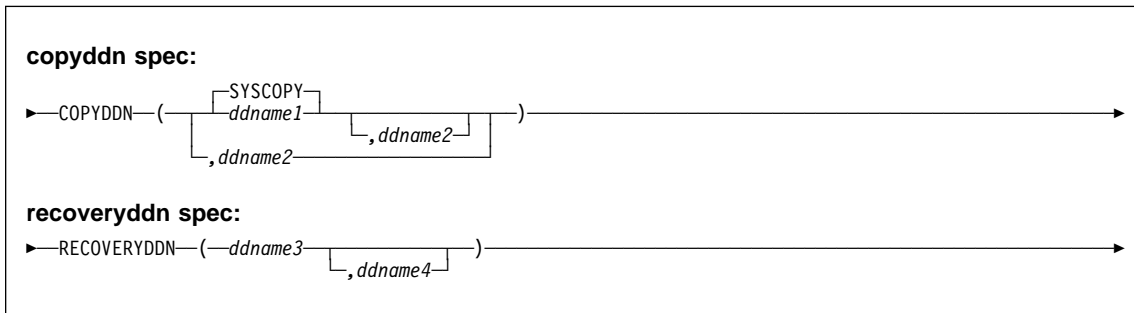 copyddn spec:
SYSCOPY
COPYDDN ( ddname1 )
,ddname2
,ddname2
recoveryddn spec:
RECOVERYDDN ( ddname3 )
,ddname4